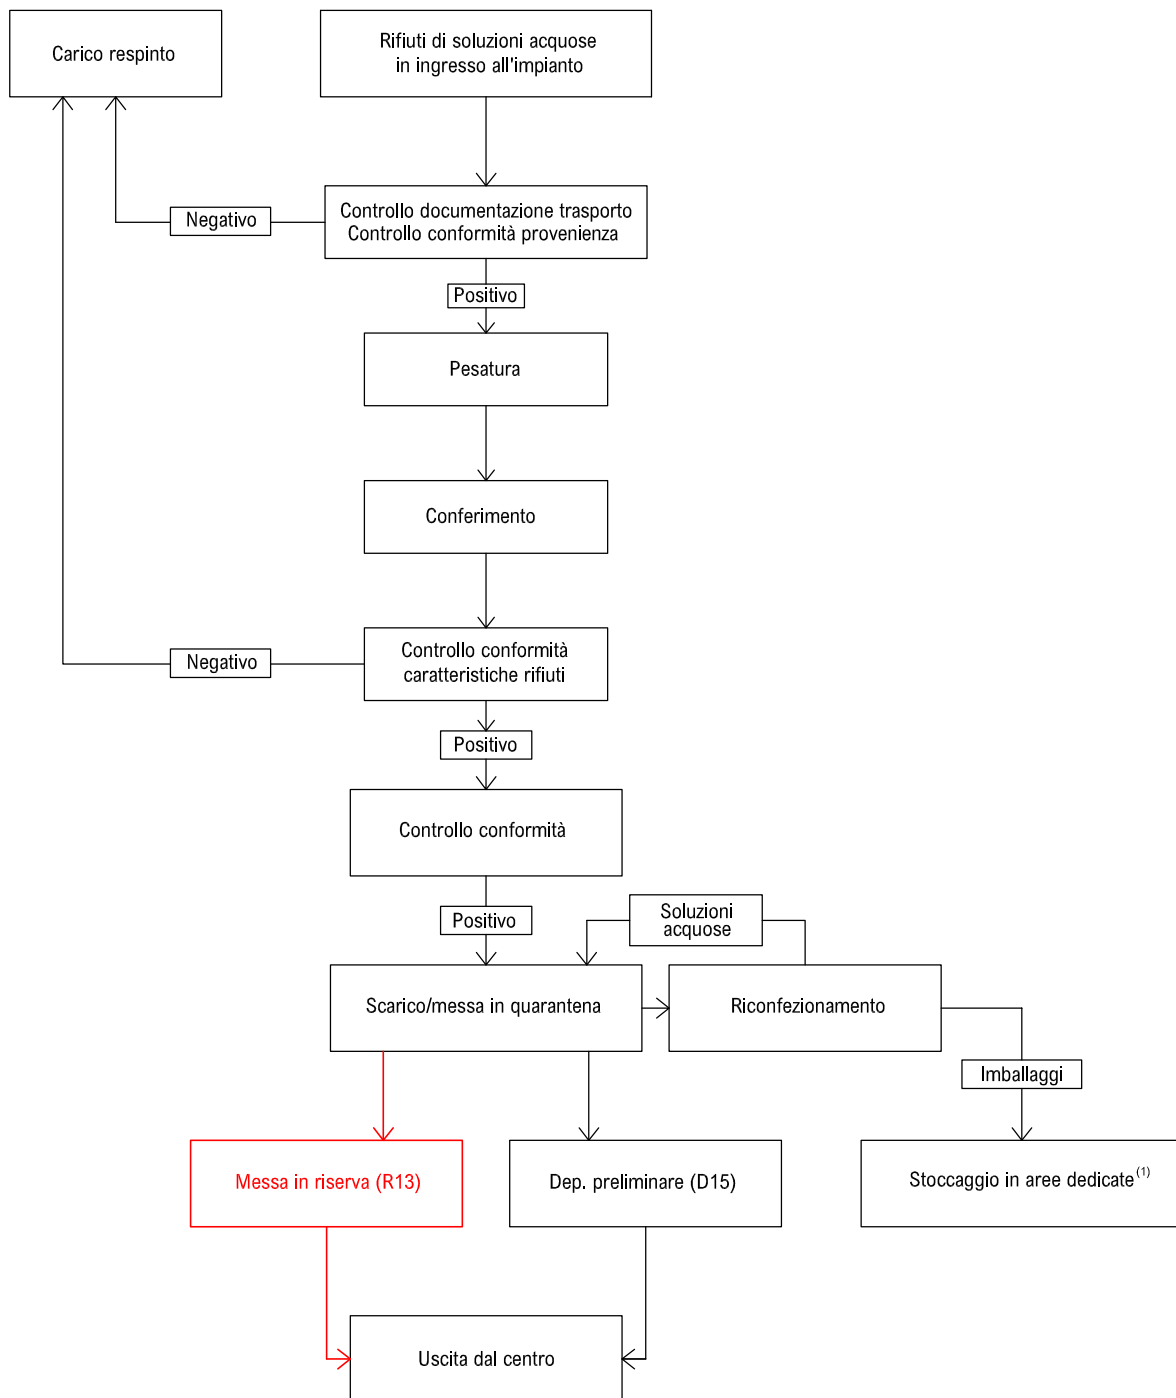 Carico respinto
Rifiuti di soluzioni acquose
in ingresso all'impianto
Negativo
Controllo documentazione trasporto
Controllo conformità provenienza
Positivo
Pesatura
Conferimento
Negativo
Controllo conformità
caratteristiche rifiuti
Positivo
Controllo conformità
Positivo
Soluzioni
acquose
Scarico/messa in quarantena
Riconfezionamento
Imballaggi
Messa in riserva (R13)
Dep. preliminare (D15)
Stoccaggio in aree dedicate(1)
Uscita dal centro